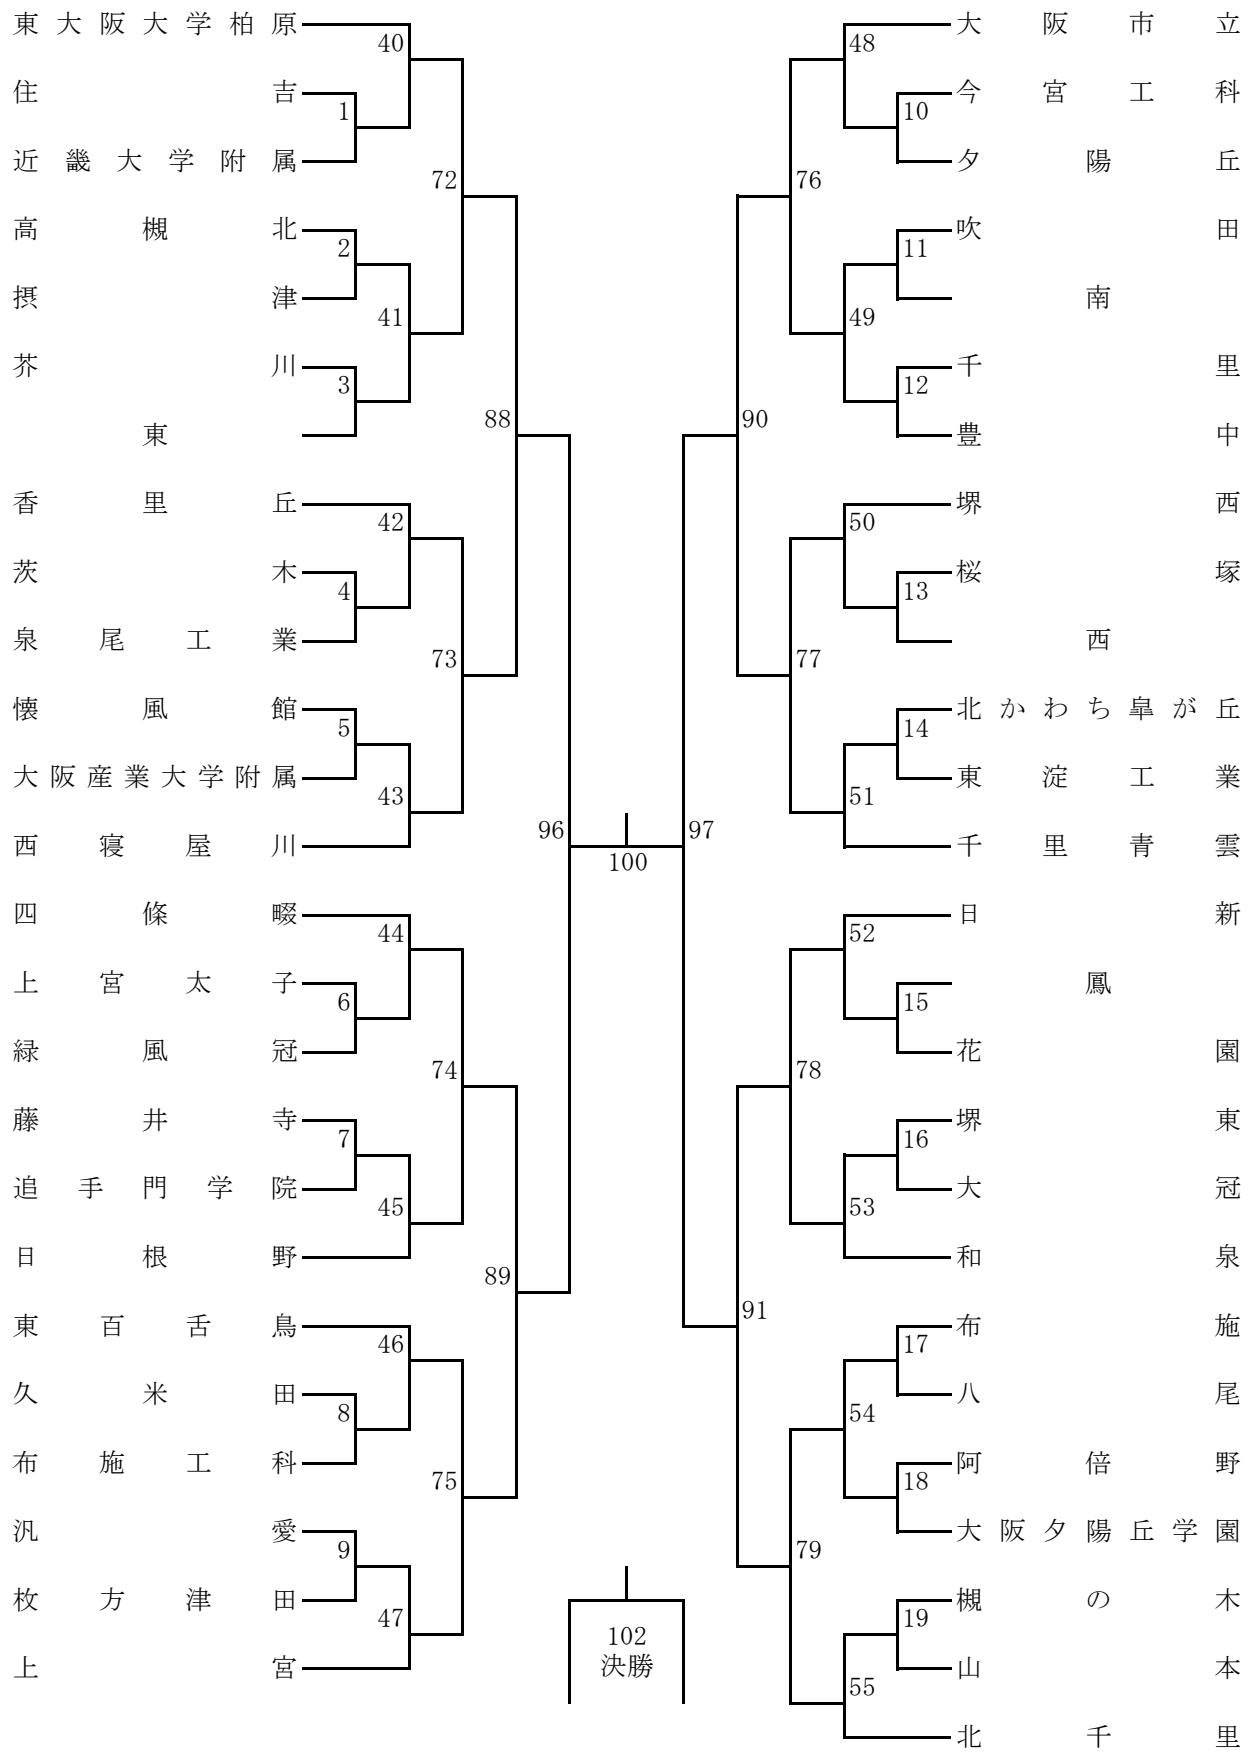 東大阪大学柏原
40
住吉
1
近畿大学附属
72
高槻北
2
摂津
41
芥川
3
東
88
香里丘
42
茨木
4
泉尾工業
73
懐風館
5
大阪産業大学附属
43
西寝屋川
96
四條畷
44
上宮太子
6
緑風冠
74
藤井寺
7
追手門学院
45
日根野
89
東百舌鳥
46
久米田
8
布施工科
75
汎愛
9
枚方津田
47
上宮
100
102
決勝
大阪市立
48
今宮工科
10
夕陽丘
76
吹田
11
南
49
千里
12
豊中
90
堺西
50
桜塚
13
西
77
北かわち皐が丘
14
東淀工業
51
千里青雲
97
日新
52
鳳
15
花園
78
堺東
16
大冠
53
和泉
91
布施
17
八尾
54
阿倍野
18
大阪夕陽丘学園
79
槻の木
19
山本
55
北千里